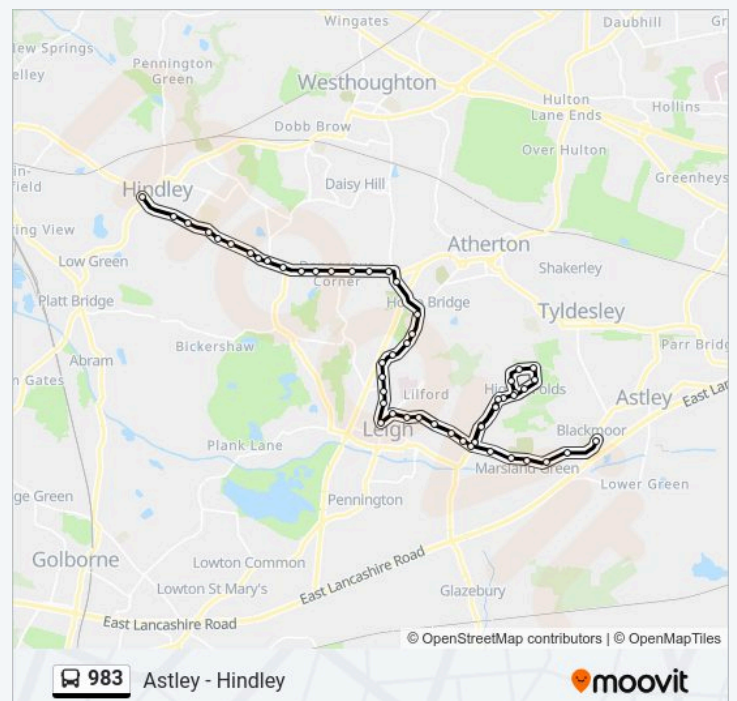 Wingates
Daubhill
New Springs
Pennington
Green
Westhoughton
Hulton
Lane Ends
Hollins
Dobb Brow
Over Hulton
Hindley
Daisy Hill
Greenheys
ring View
Atherton
Low Green
Shakerley
Corner
Platt Bridge
Bridge
Tyldesley
Bickershaw
Parr Bridg
Abram
n Gates
Lilford
Astley
East Lan
Leigh
Blackmoor
Plank Lane
Marsland Green
Lower Green
ge Green
Pennington
Golborne
Lowton Common
East Lancashire Road
Lowton St Mary's
Glazebury
East Lancashire Road
© OpenStreetMap contributors | © OpenMapTiles
983 Astley - Hindley
moovit